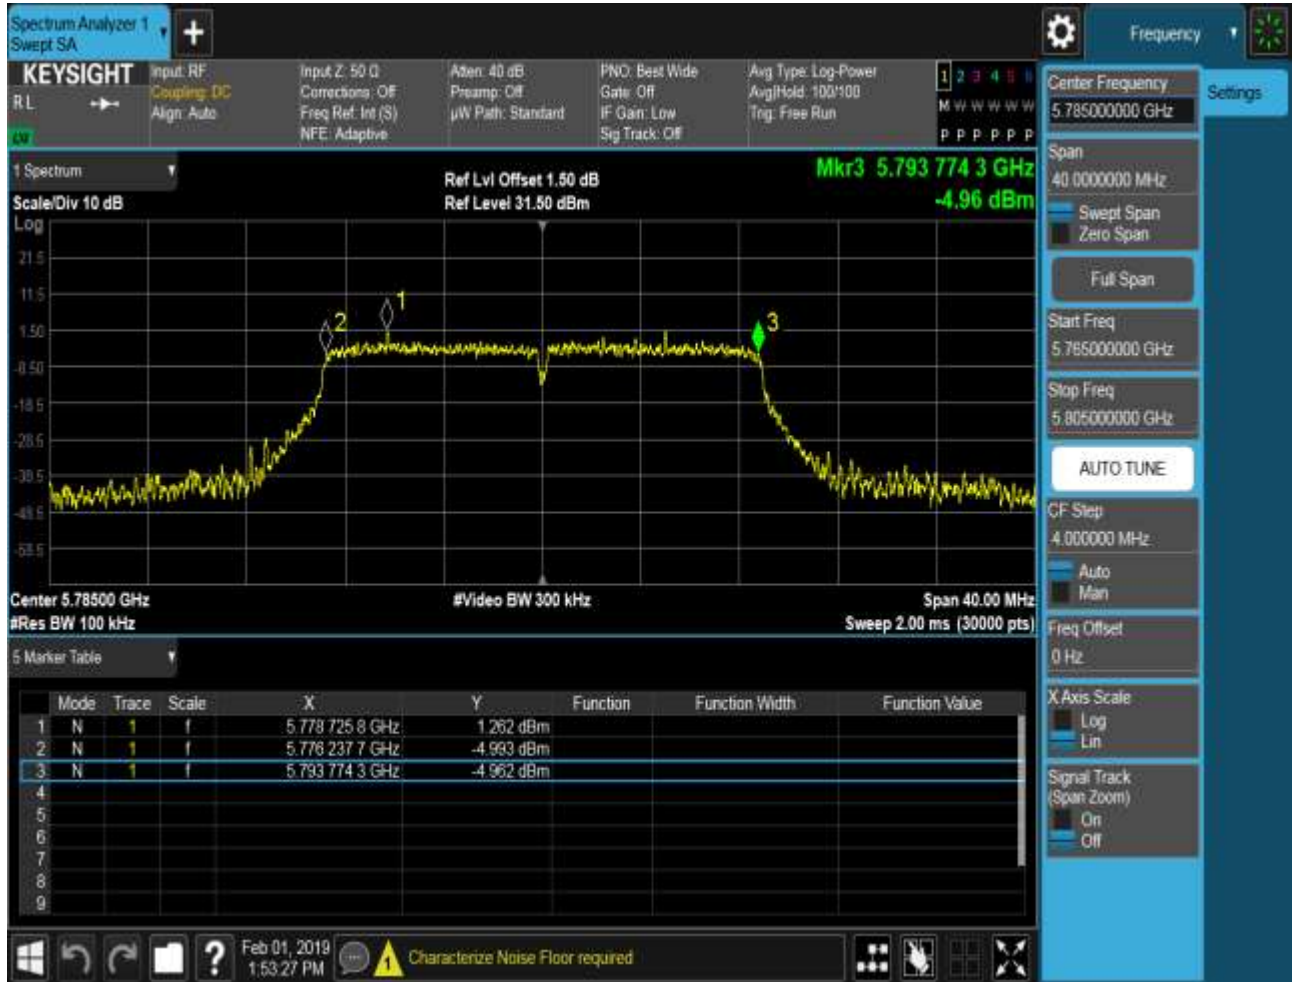 Spectrum Analyzer 1
Swept SA
+
Frequency
KEYSIGHT
R L
Input: RF
Coupling: DC
Align: Auto
Input Z: 50 Ω
Corrections: Off
Freq Ref: Int (S)
NFE: Adaptive
Atten: 40 dB
Preamp: Off
µW Path: Standard
PNO: Best Wide
Gate: Off
IF Gain: Low
Sig Track: Off
Avg Type: Log-Power
Avg|Hold: 100/100
Trig: Free Run
1 2 3 4 5 6
M W W W W W
P P P P P P
1 Spectrum
Scale/Div 10 dB
Ref Lvl Offset 1.50 dB
Ref Level 31.50 dBm
Mkr3 5.793 774 3 GHz
-4.96 dBm
Log
21.5
11.5
1.50
-8.50
-18.5
-28.5
-38.5
-48.5
-58.5
2
1
3
Center 5.78500 GHz
#Video BW 300 kHz
Span 40.00 MHz
#Res BW 100 kHz
Sweep 2.00 ms (30000 pts)
5 Marker Table
Mode Trace Scale X Y Function Function Width Function Value
1 N 1 f 5.778 725 8 GHz 1.262 dBm
2 N 1 f 5.776 237 7 GHz -4.993 dBm
3 N 1 f 5.793 774 3 GHz -4.962 dBm
4
5
6
7
8
9
Center Frequency
5.785000000 GHz
Settings
Span
40.0000000 MHz
Swept Span
Zero Span
Full Span
Start Freq
5.765000000 GHz
Stop Freq
5.805000000 GHz
AUTO TUNE
CF Step
4.000000 MHz
Auto
Man
Freq Offset
0 Hz
X Axis Scale
Log
Lin
Signal Track
(Span Zoom)
On
Off
?
Feb 01, 2019
1:53:27 PM
1
Characterize Noise Floor required